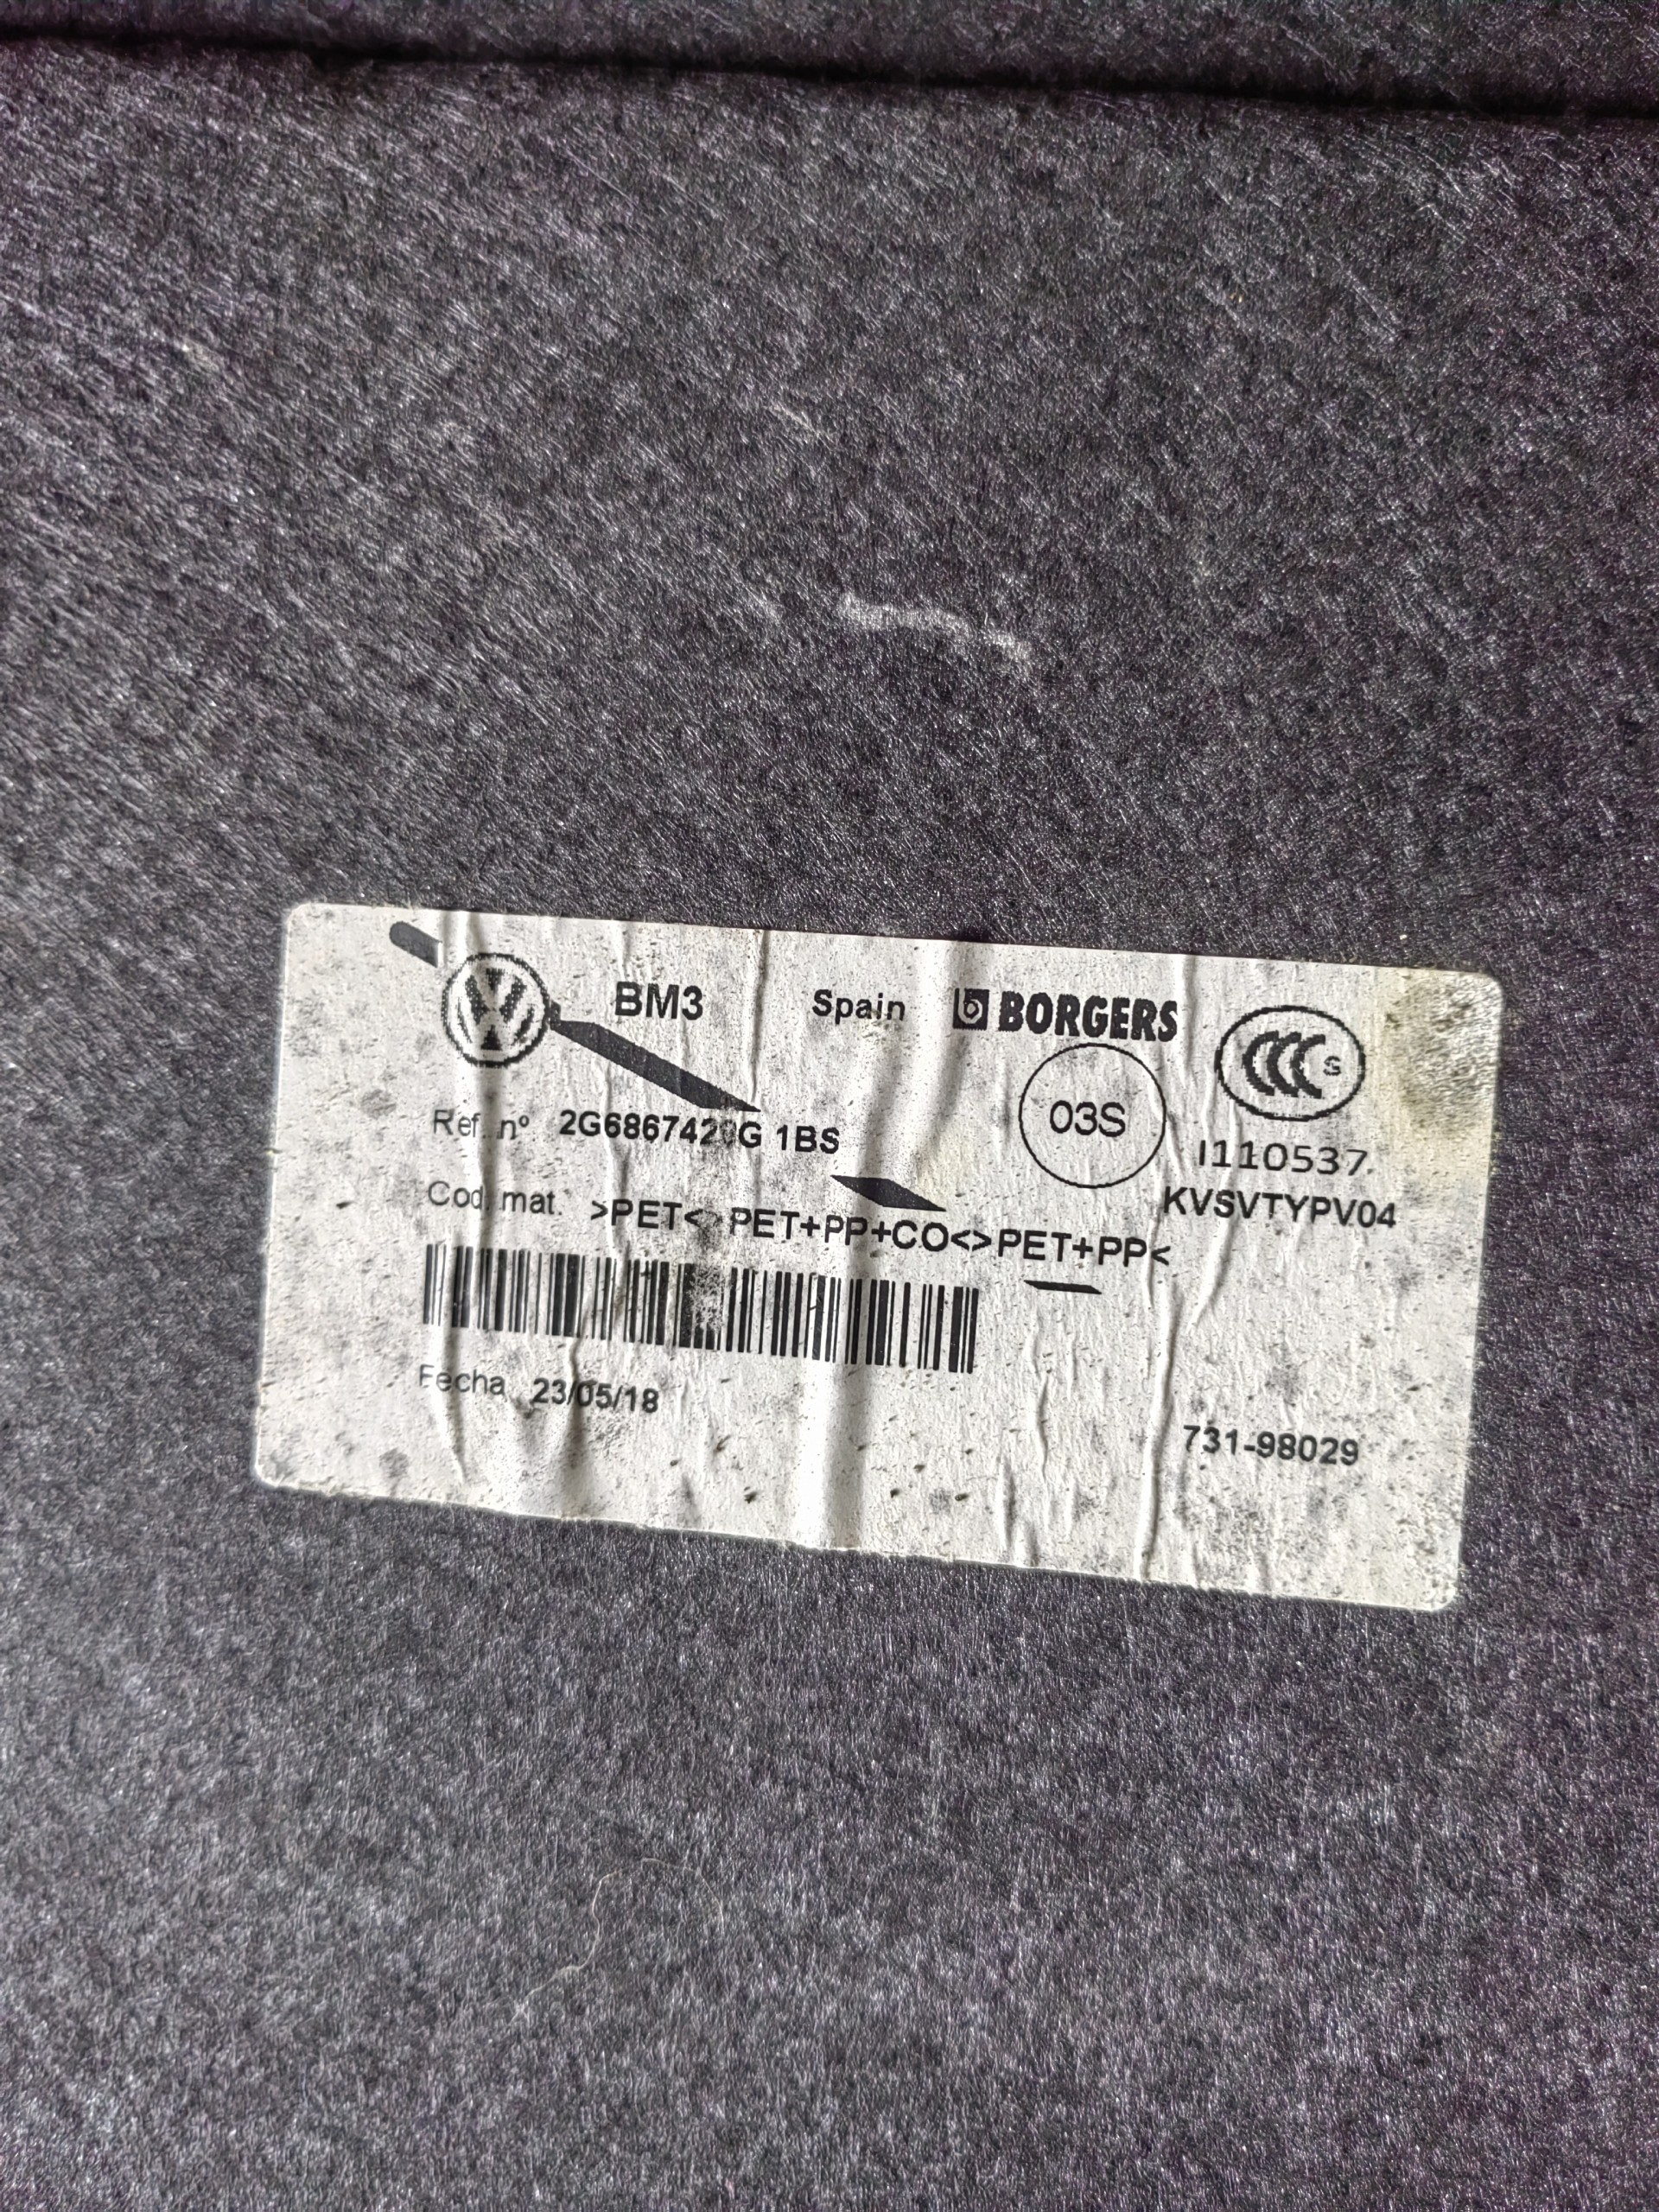 BM3 Spain BORGERS
CCC S
03S
Ref. nº 1BS
I110537
KVSVTYPV04
Cod. mat. >PET<>PET+PP+CO<>PET+PP<
Fecha 23/05/18
731-98029